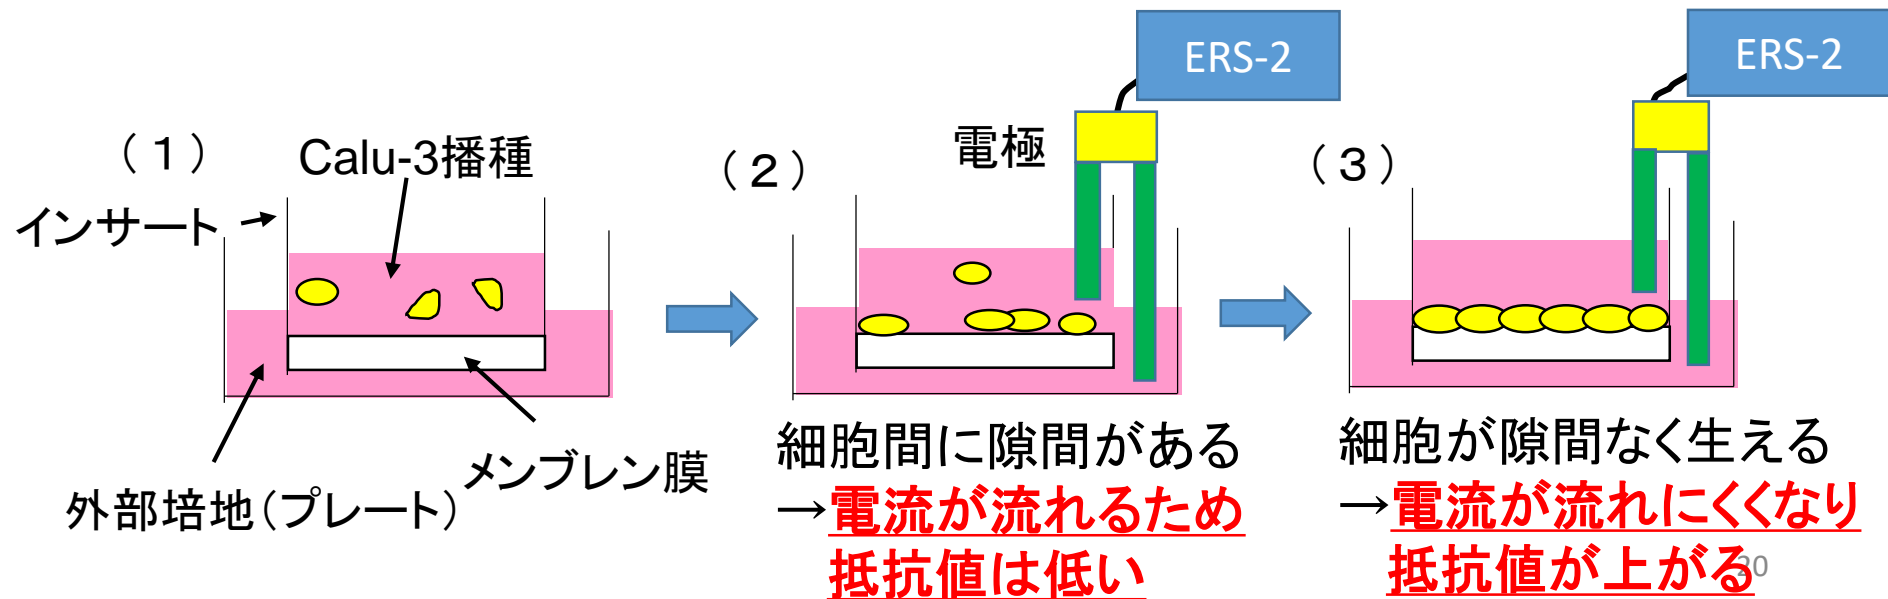 (1)
Calu-3播種
インサート
外部培地(プレート)
メンブレン膜
(2)
電極
ERS-2
細胞間に隙間がある
→電流が流れるため
抵抗値は低い
(3)
ERS-2
細胞が隙間なく生える
→電流が流れにくくなり
抵抗値が上がる
20